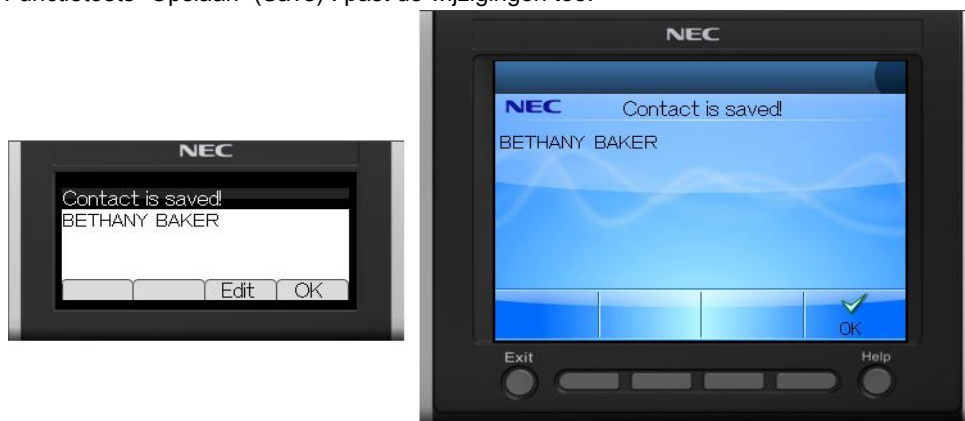 Functietoets "Opslaan" (Save) : past de wijzigingen toe.
NEC
Contact is saved!
BETHANY BAKER
Edit OK
NEC
NEC Contact is saved!
BETHANY BAKER
OK
Exit Help